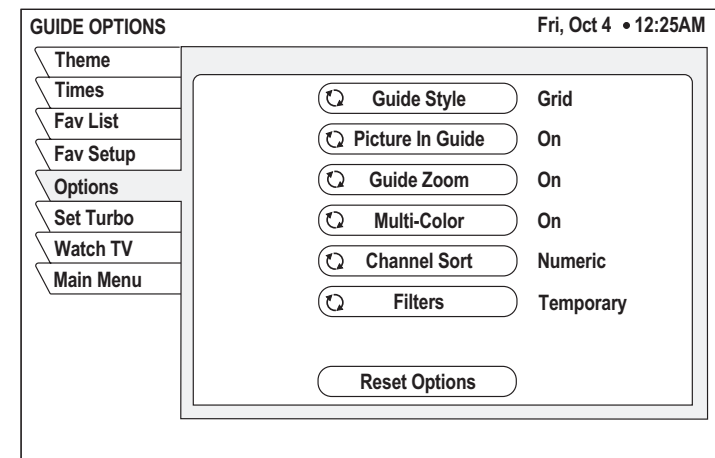 GUIDE OPTIONS
Fri, Oct 4 • 12:25AM
Theme
Times
Fav List
Fav Setup
Options
Set Turbo
Watch TV
Main Menu
Guide Style Grid
Picture In Guide On
Guide Zoom On
Multi-Color On
Channel Sort Numeric
Filters Temporary
Reset Options